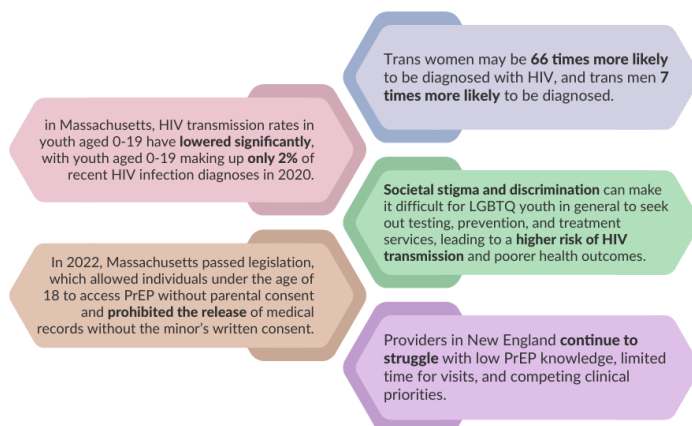 Trans women may be 66 times more likely
to be diagnosed with HIV, and trans men 7
times more likely to be diagnosed.
in Massachusetts, HIV transmission rates in
youth aged 0-19 have lowered significantly,
with youth aged 0-19 making up only 2% of
recent HIV infection diagnoses in 2020.
Societal stigma and discrimination can make
it difficult for LGBTQ youth in general to seek
out testing, prevention, and treatment
services, leading to a higher risk of HIV
transmission and poorer health outcomes.
In 2022, Massachusetts passed legislation,
which allowed individuals under the age of
18 to access PrEP without parental consent
and prohibited the release of medical
records without the minor's written consent.
Providers in New England continue to
struggle with low PrEP knowledge, limited
time for visits, and competing clinical
priorities.